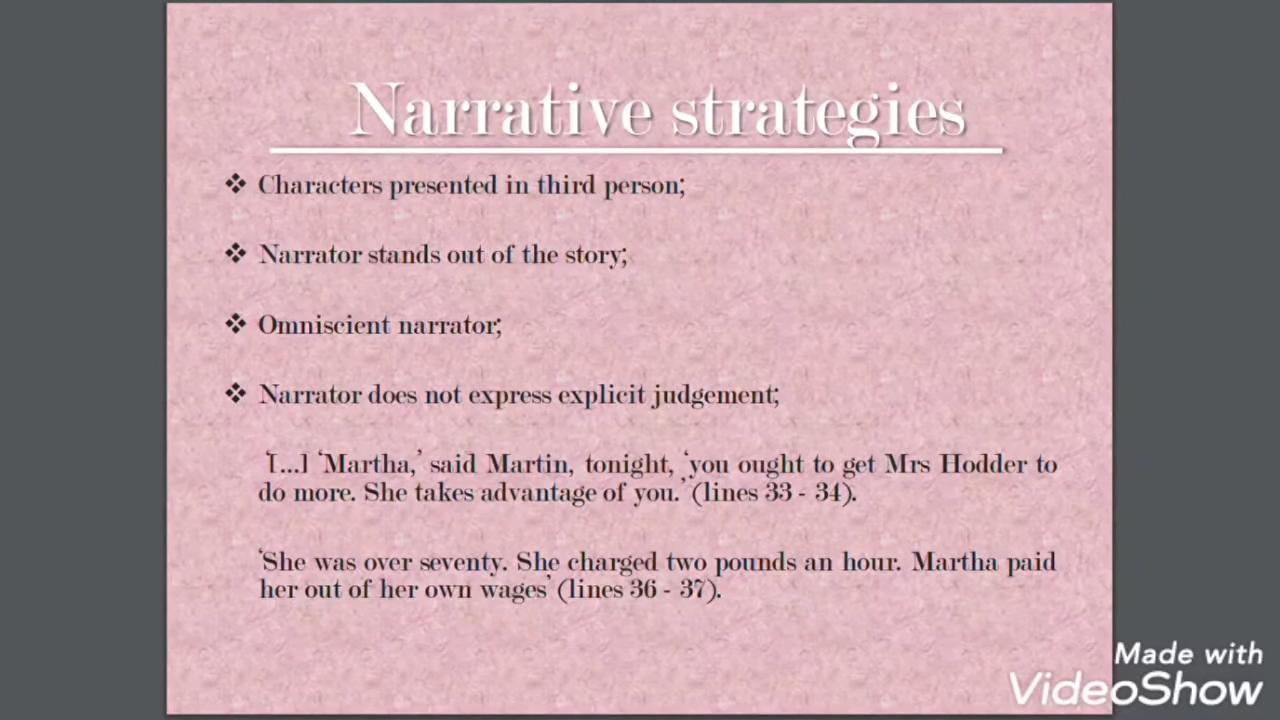 Narrative strategies
❖ Characters presented in third person;
❖ Narrator stands out of the story;
❖ Omniscient narrator;
❖ Narrator does not express explicit judgement;
'[...] 'Martha,' said Martin, tonight, 'you ought to get Mrs Hodder to
do more. She takes advantage of you.' (lines 33 - 34).
'She was over seventy. She charged two pounds an hour. Martha paid
her out of her own wages' (lines 36 - 37).
Made with
VideoShow